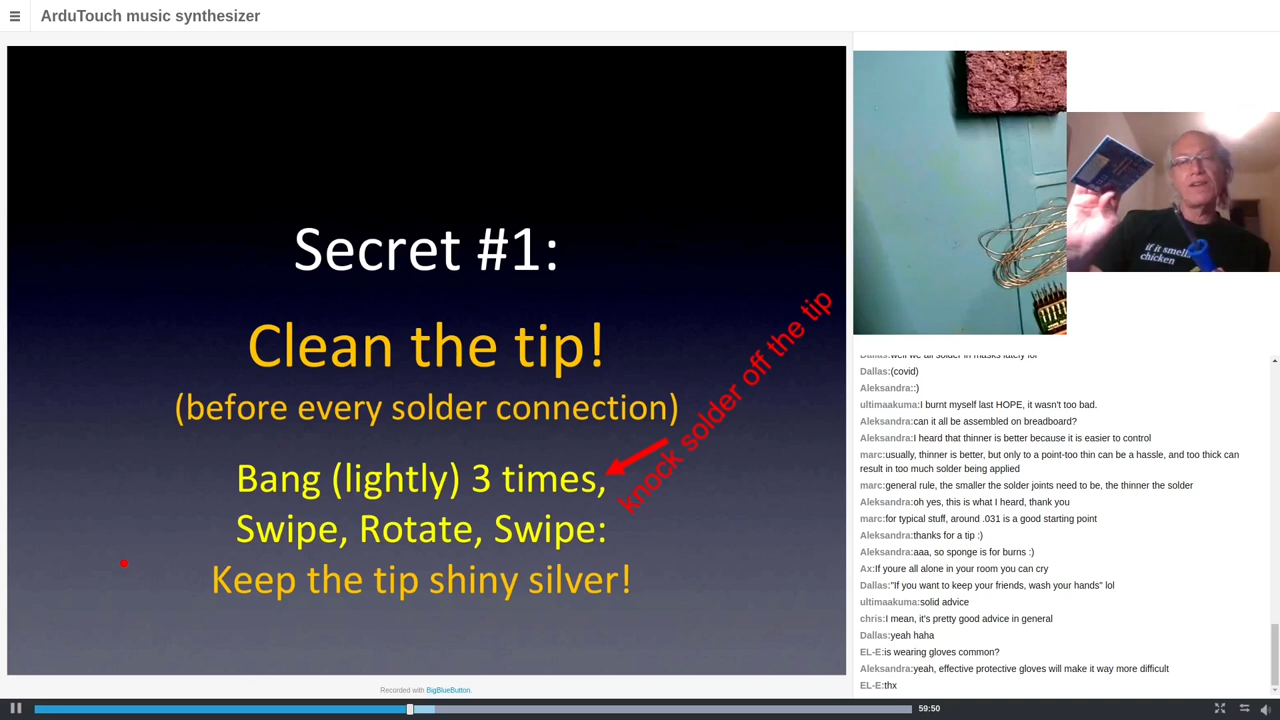 ArduTouch music synthesizer
Secret #1:
Clean the tip!
(before every solder connection)
Bang (lightly) 3 times,
knock solder off the tip
Swipe, Rotate, Swipe:
Keep the tip shiny silver!
Recorded with BigBlueButton.
if it smells
chicken
Dallas:well we all solder in masks lately lol
Dallas:(covid)
Aleksandra::)
ultimaakuma:I burnt myself last HOPE, it wasn't too bad.
Aleksandra:can it all be assembled on breadboard?
Aleksandra:I heard that thinner is better because it is easier to control
marc:usually, thinner is better, but only to a point-too thin can be a hassle, and too thick can
result in too much solder being applied
marc:general rule, the smaller the solder joints need to be, the thinner the solder
Aleksandra:oh yes, this is what I heard, thank you
marc:for typical stuff, around .031 is a good starting point
Aleksandra:thanks for a tip :)
Aleksandra:aaa, so sponge is for burns :)
Ax:If youre all alone in your room you can cry
Dallas:"If you want to keep your friends, wash your hands" lol
ultimaakuma:solid advice
chris:I mean, it's pretty good advice in general
Dallas:yeah haha
EL-E:is wearing gloves common?
Aleksandra:yeah, effective protective gloves will make it way more difficult
EL-E:thx
59:50